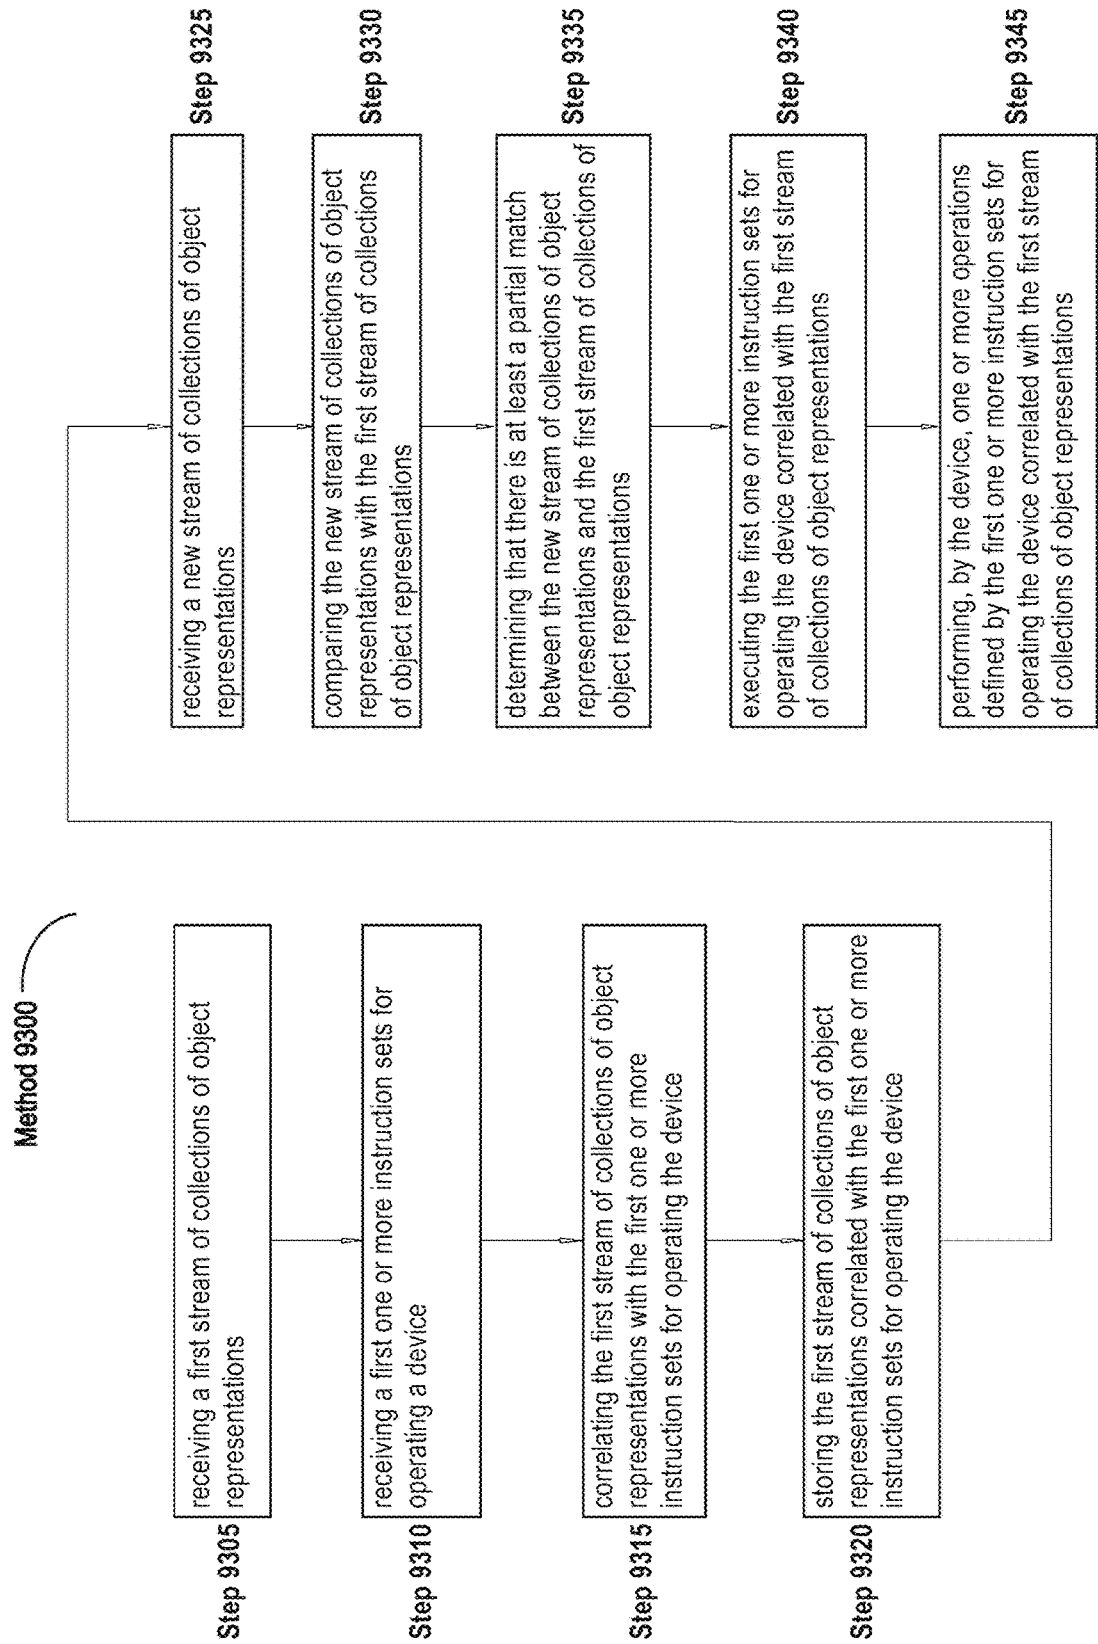 Method 9300
Step 9305
receiving a first stream of collections of object
representations
Step 9310
receiving a first one or more instruction sets for
operating a device
Step 9315
correlating the first stream of collections of object
representations with the first one or more
instruction sets for operating the device
Step 9320
storing the first stream of collections of object
representations correlated with the first one or more
instruction sets for operating the device
Step 9325
receiving a new stream of collections of object
representations
Step 9330
comparing the new stream of collections of object
representations with the first stream of collections
of object representations
Step 9335
determining that there is at least a partial match
between the new stream of collections of object
representations and the first stream of collections of
object representations
Step 9340
executing the first one or more instruction sets for
operating the device correlated with the first stream
of collections of object representations
Step 9345
performing, by the device, one or more operations
defined by the first one or more instruction sets for
operating the device correlated with the first stream
of collections of object representations